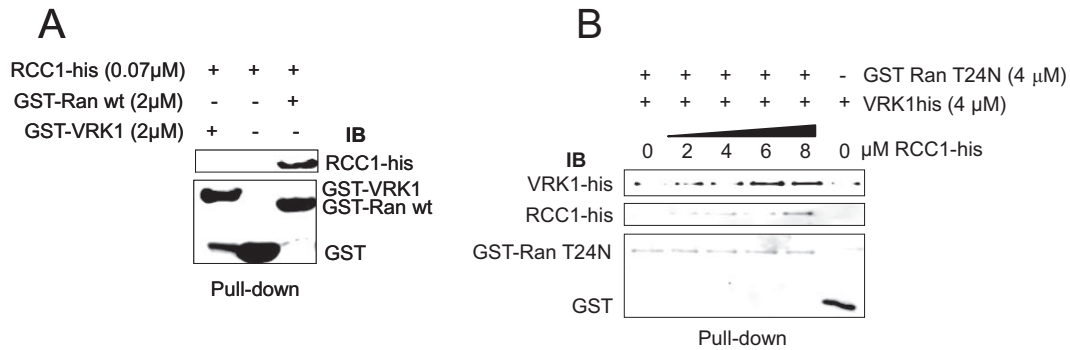 A
RCC1-his (0.07µM) + + +
GST-Ran wt (2µM) - - +
GST-VRK1 (2µM) + - -
IB
RCC1-his
GST-VRK1
GST-Ran wt
GST
Pull-down
B
+ + + + + - GST Ran T24N (4 µM)
+ + + + + + VRK1his (4 µM)
0 2 4 6 8 0 µM RCC1-his
IB
VRK1-his
RCC1-his
GST-Ran T24N
GST
Pull-down